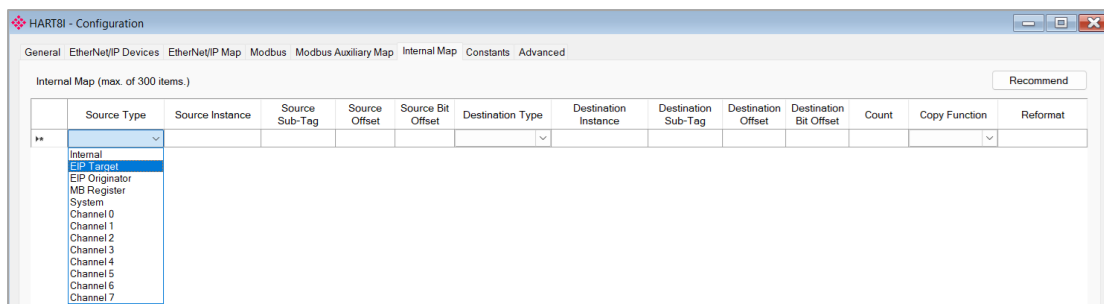 HART8I - Configuration
General EtherNet/IP Devices EtherNet/IP Map Modbus Modbus Auxiliary Map Internal Map Constants Advanced
Internal Map (max. of 300 items.)
Recommend
Source Type Source Instance Source Sub-Tag Source Offset Source Bit Offset Destination Type Destination Instance Destination Sub-Tag Destination Offset Destination Bit Offset Count Copy Function Reformat
Internal
EIP Target
EIP Originator
MB Register
System
Channel 0
Channel 1
Channel 2
Channel 3
Channel 4
Channel 5
Channel 6
Channel 7